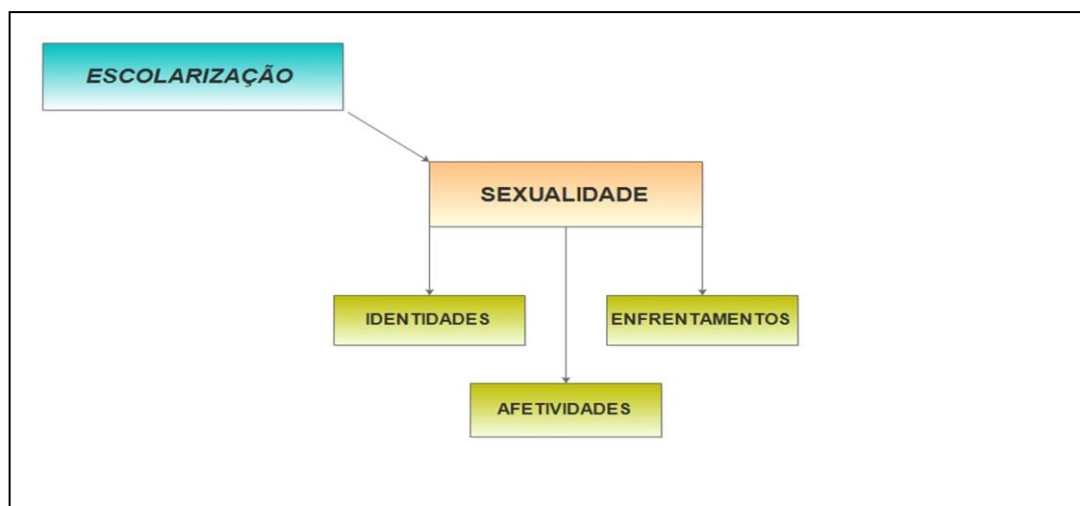 ESCOLARIZAÇÃO
SEXUALIDADE
IDENTIDADES
ENFRENTAMENTOS
AFETIVIDADES